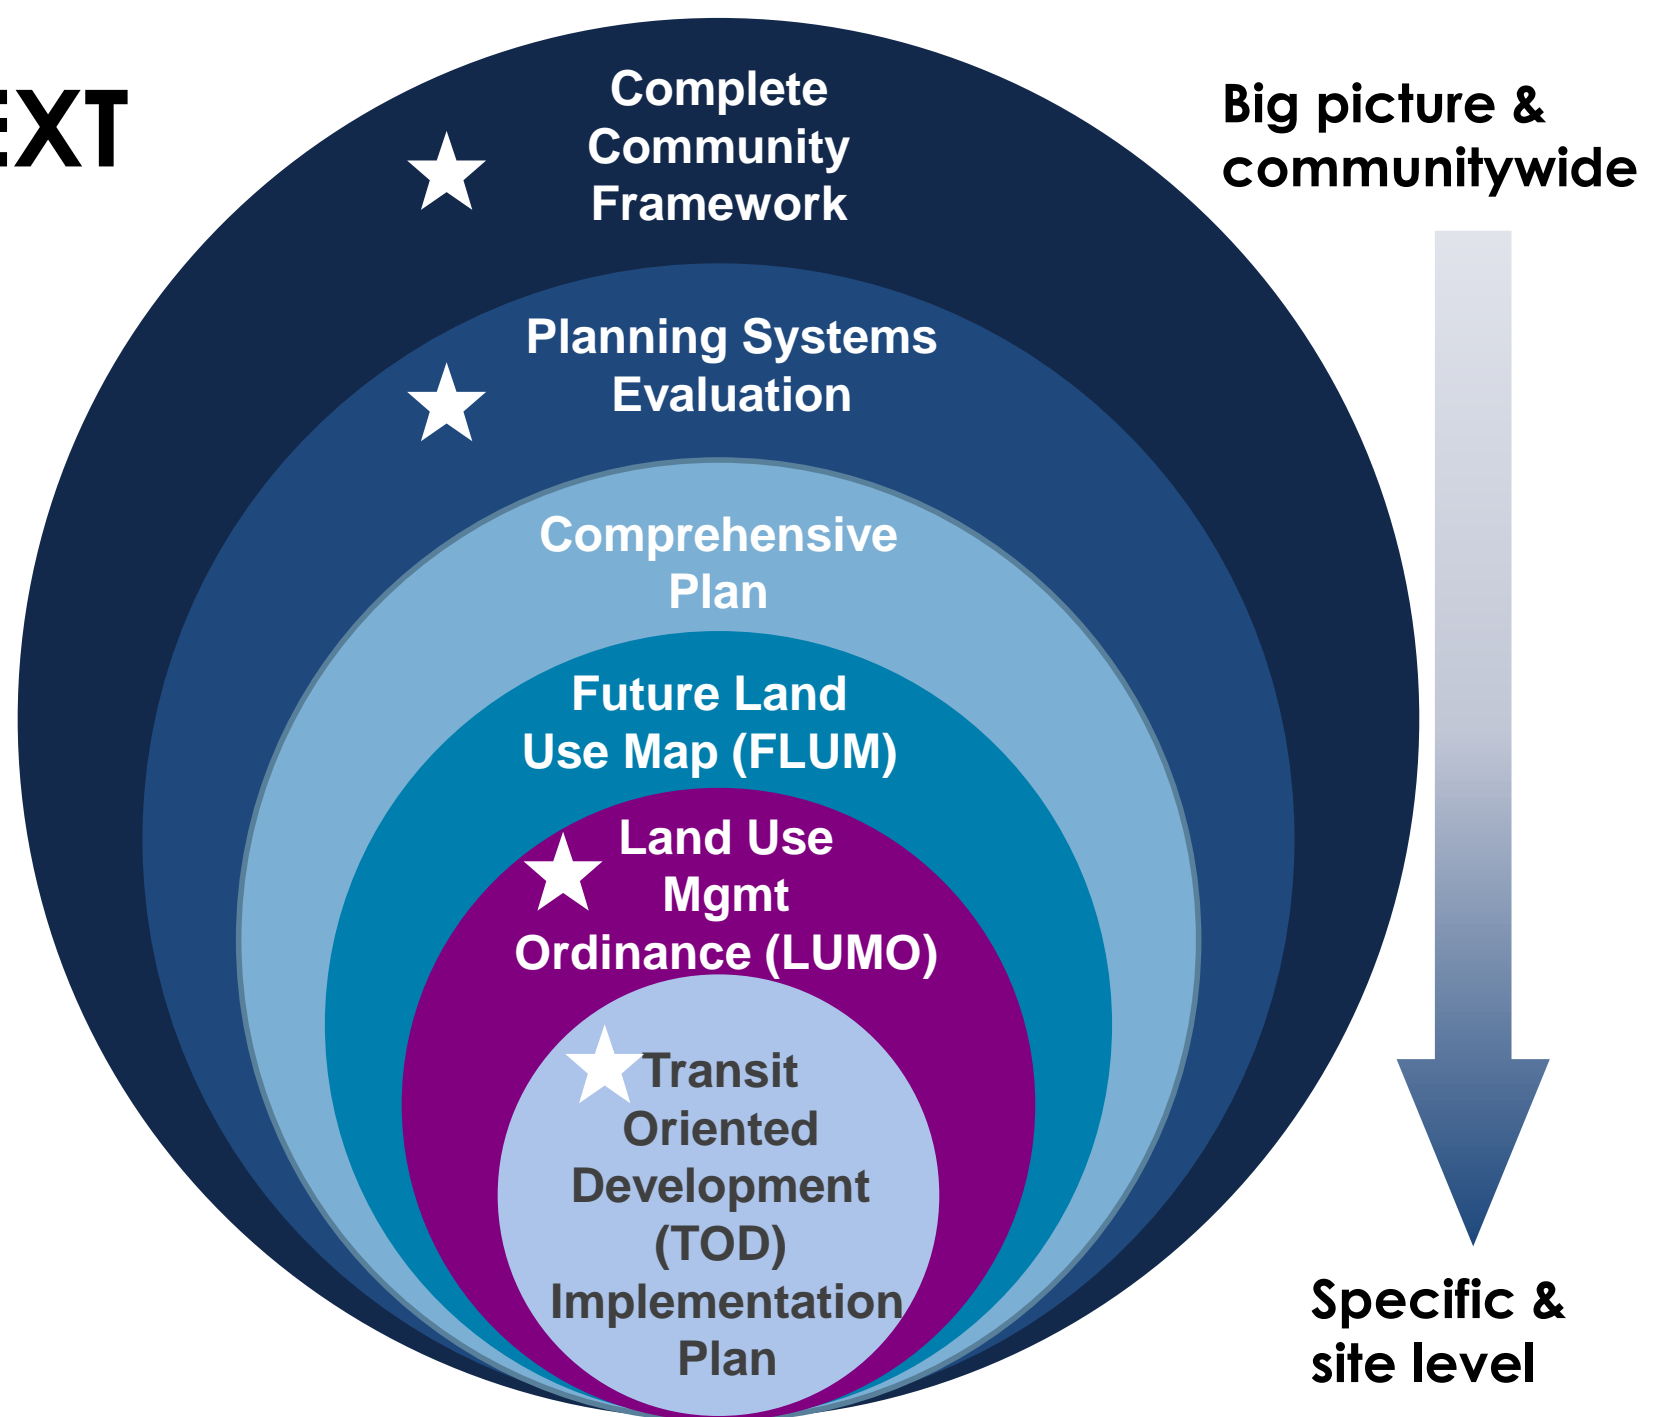 EXT
Complete
Community
Framework
Big picture &
communitywide
Planning Systems
Evaluation
Comprehensive
Plan
Future Land
Use Map (FLUM)
Land Use
Mgmt
Ordinance (LUMO)
Transit
Oriented
Development
(TOD)
Implementation
Plan
Specific &
site level